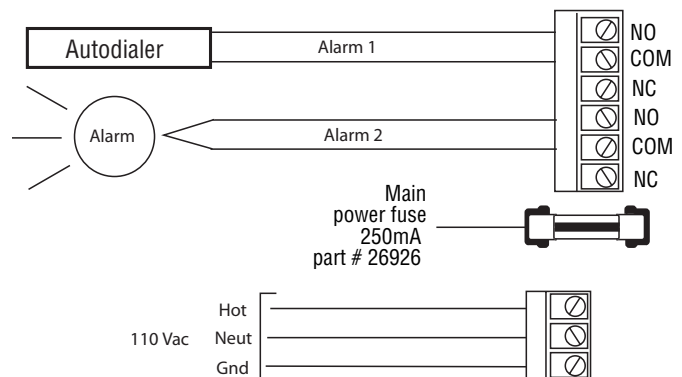 Autodialer
Alarm 1
NO
COM
NC
NO
COM
NC
Alarm
Alarm 2
Main
power fuse
250mA
part # 26926
110 Vac
Hot
Neut
Gnd